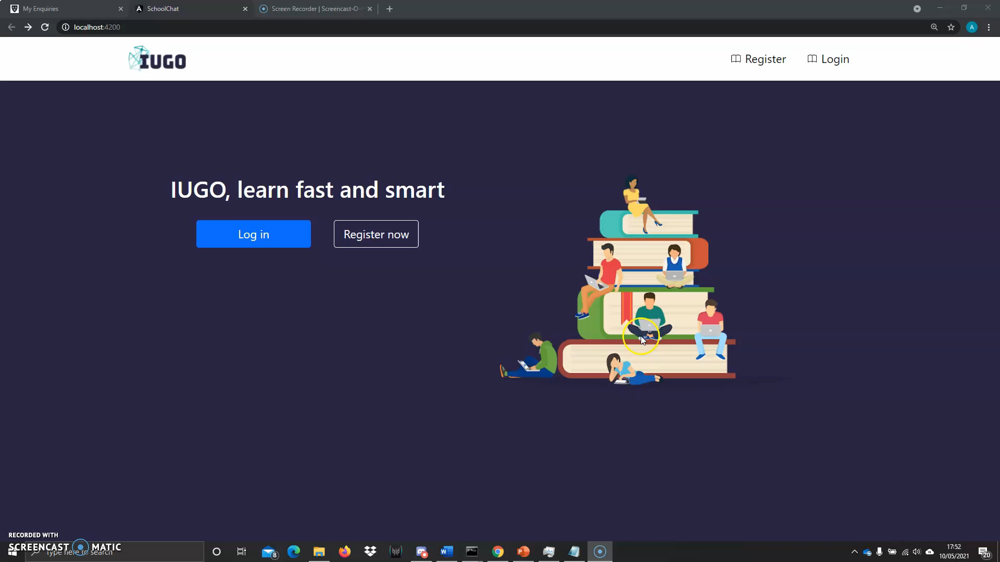 My Enquiries
SchoolChat
Screen Recorder | Screencast-O-
localhost:4200
A
IUGO
Register
Login
IUGO, learn fast and smart
Log in
Register now
RECORDED WITH
SCREENCAST MATIC
Type here to search
8
17:52
10/05/2021
20